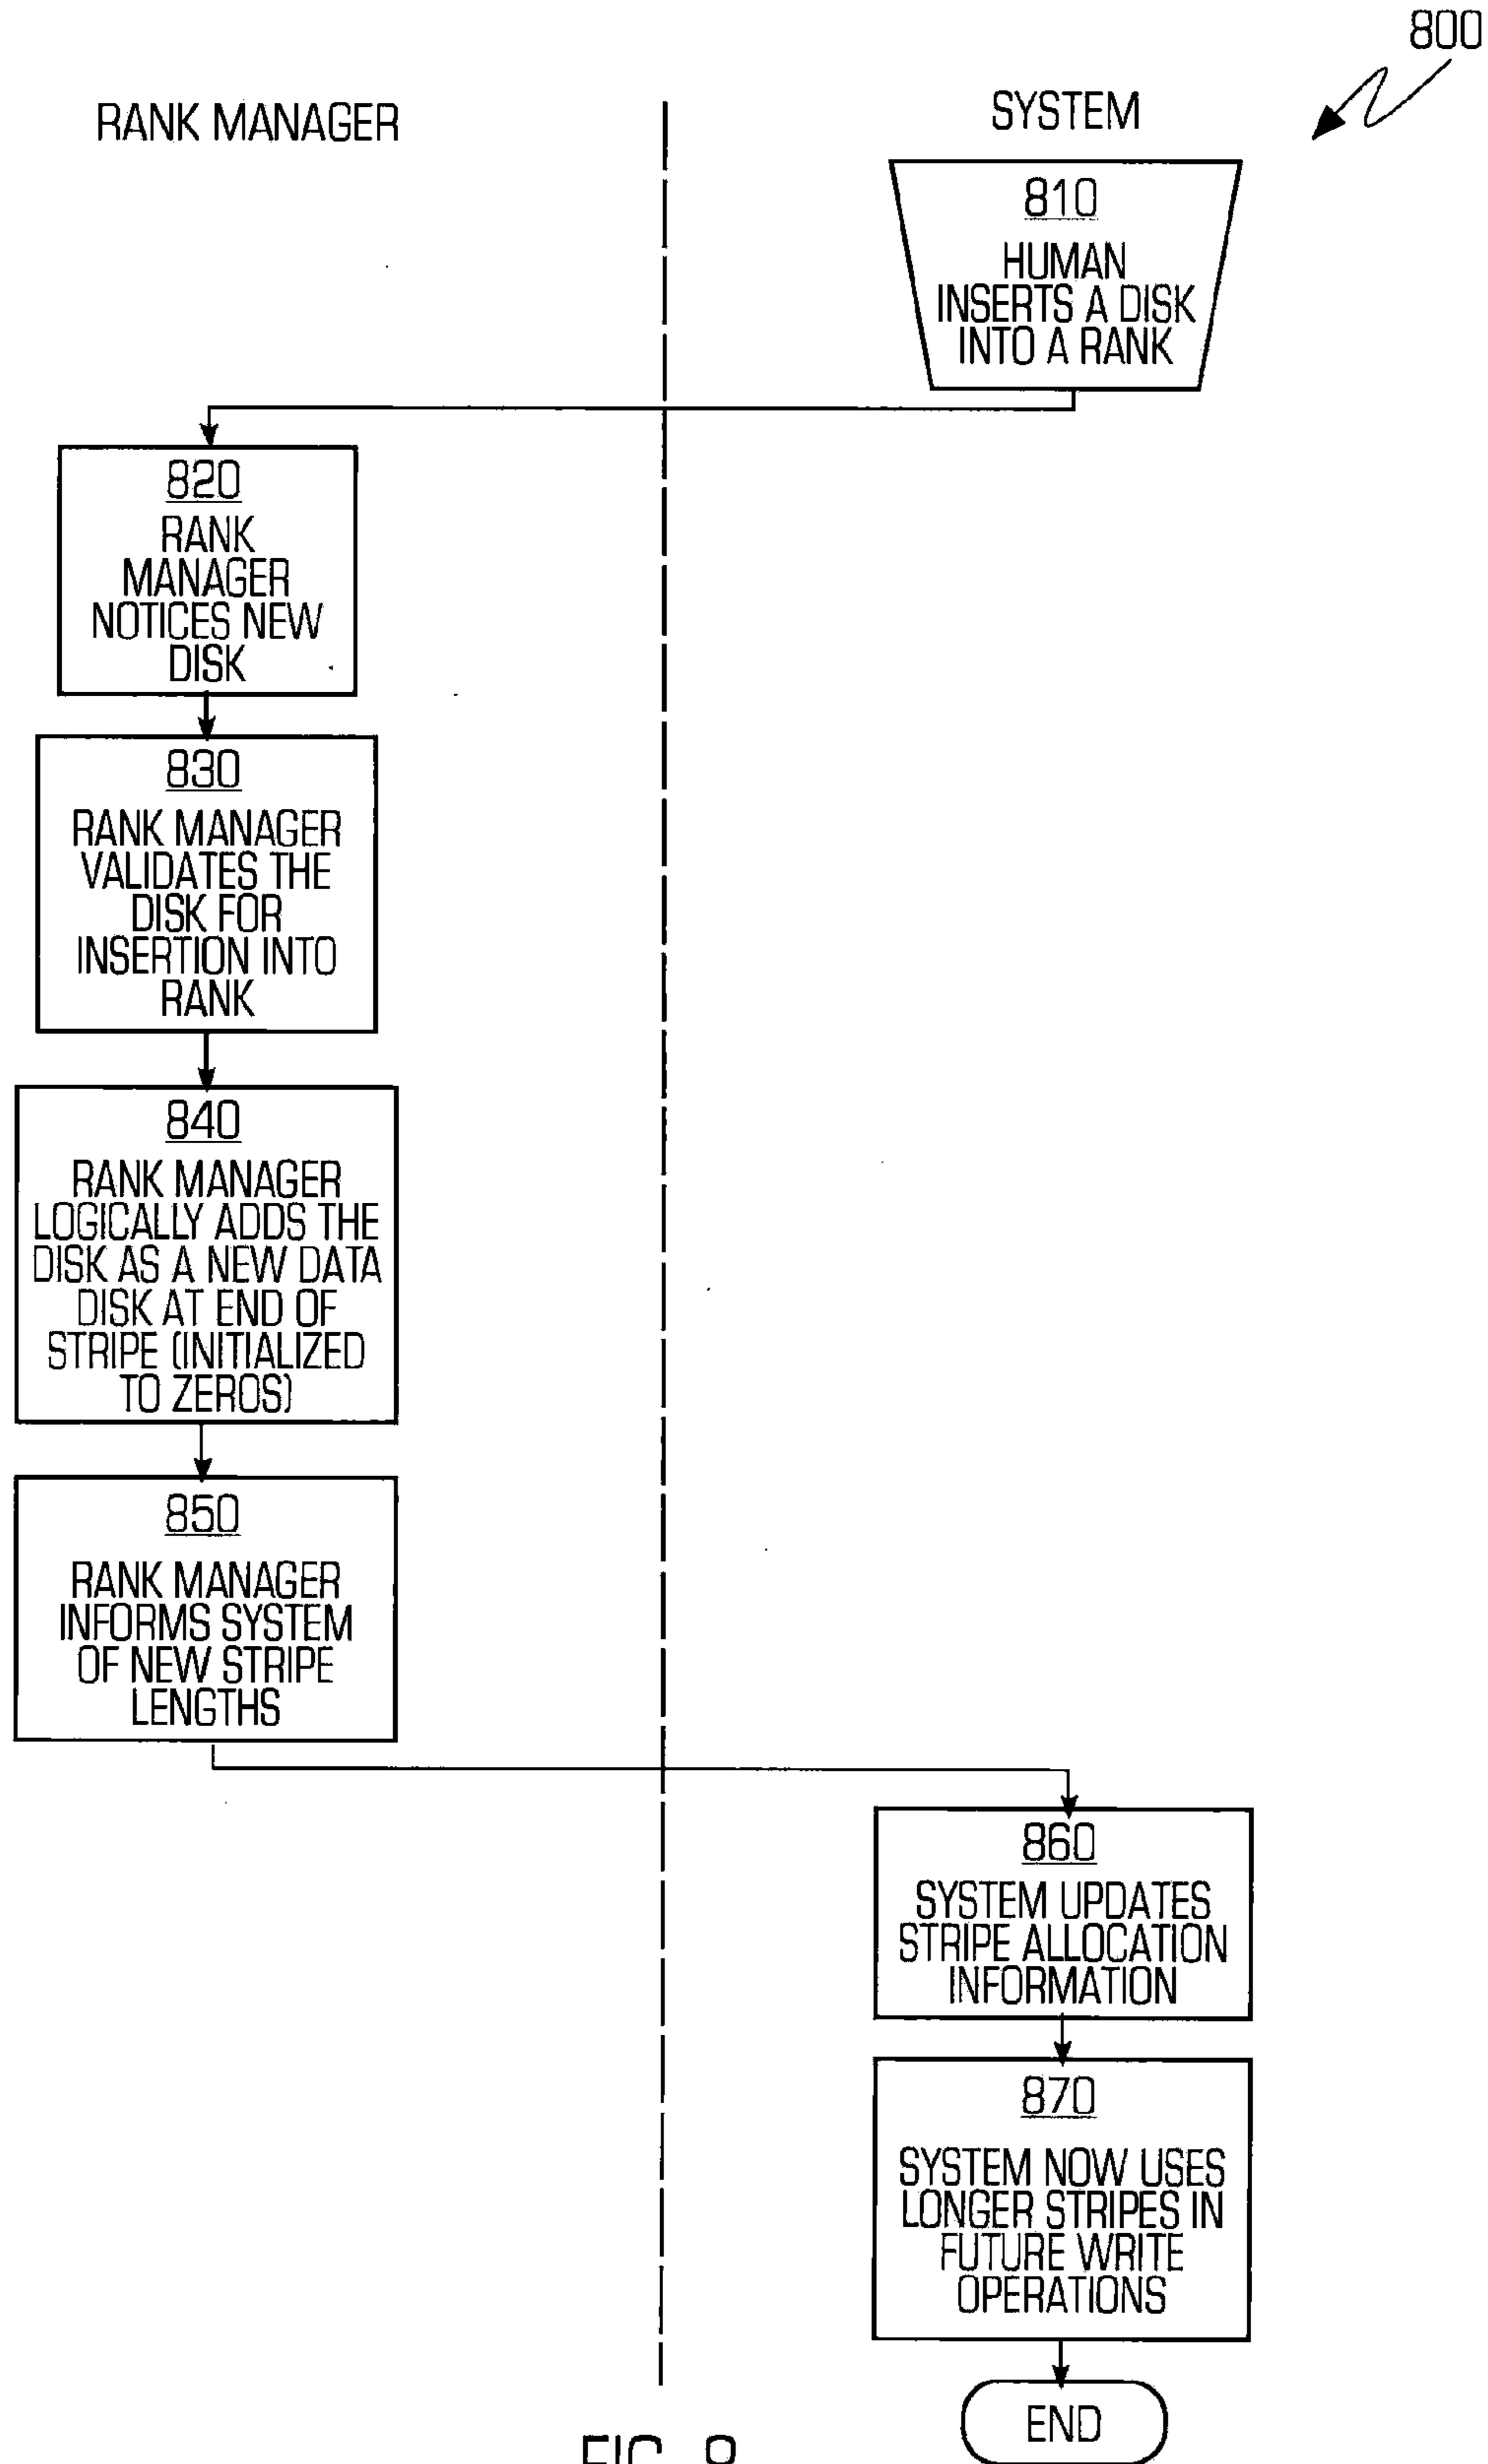 800
RANK MANAGER
SYSTEM
810
HUMAN
INSERTS A DISK
INTO A RANK
820
RANK
MANAGER
NOTICES NEW
DISK
830
RANK MANAGER
VALIDATES THE
DISK FOR
INSERTION INTO
RANK
840
RANK MANAGER
LOGICALLY ADDS THE
DISK AS A NEW DATA
DISK AT END OF
STRIPE (INITIALIZED
TO ZEROS)
850
RANK MANAGER
INFORMS SYSTEM
OF NEW STRIPE
LENGTHS
860
SYSTEM UPDATES
STRIPE ALLOCATION
INFORMATION
870
SYSTEM NOW USES
LONGER STRIPES IN
FUTURE WRITE
OPERATIONS
END
FIG. 8